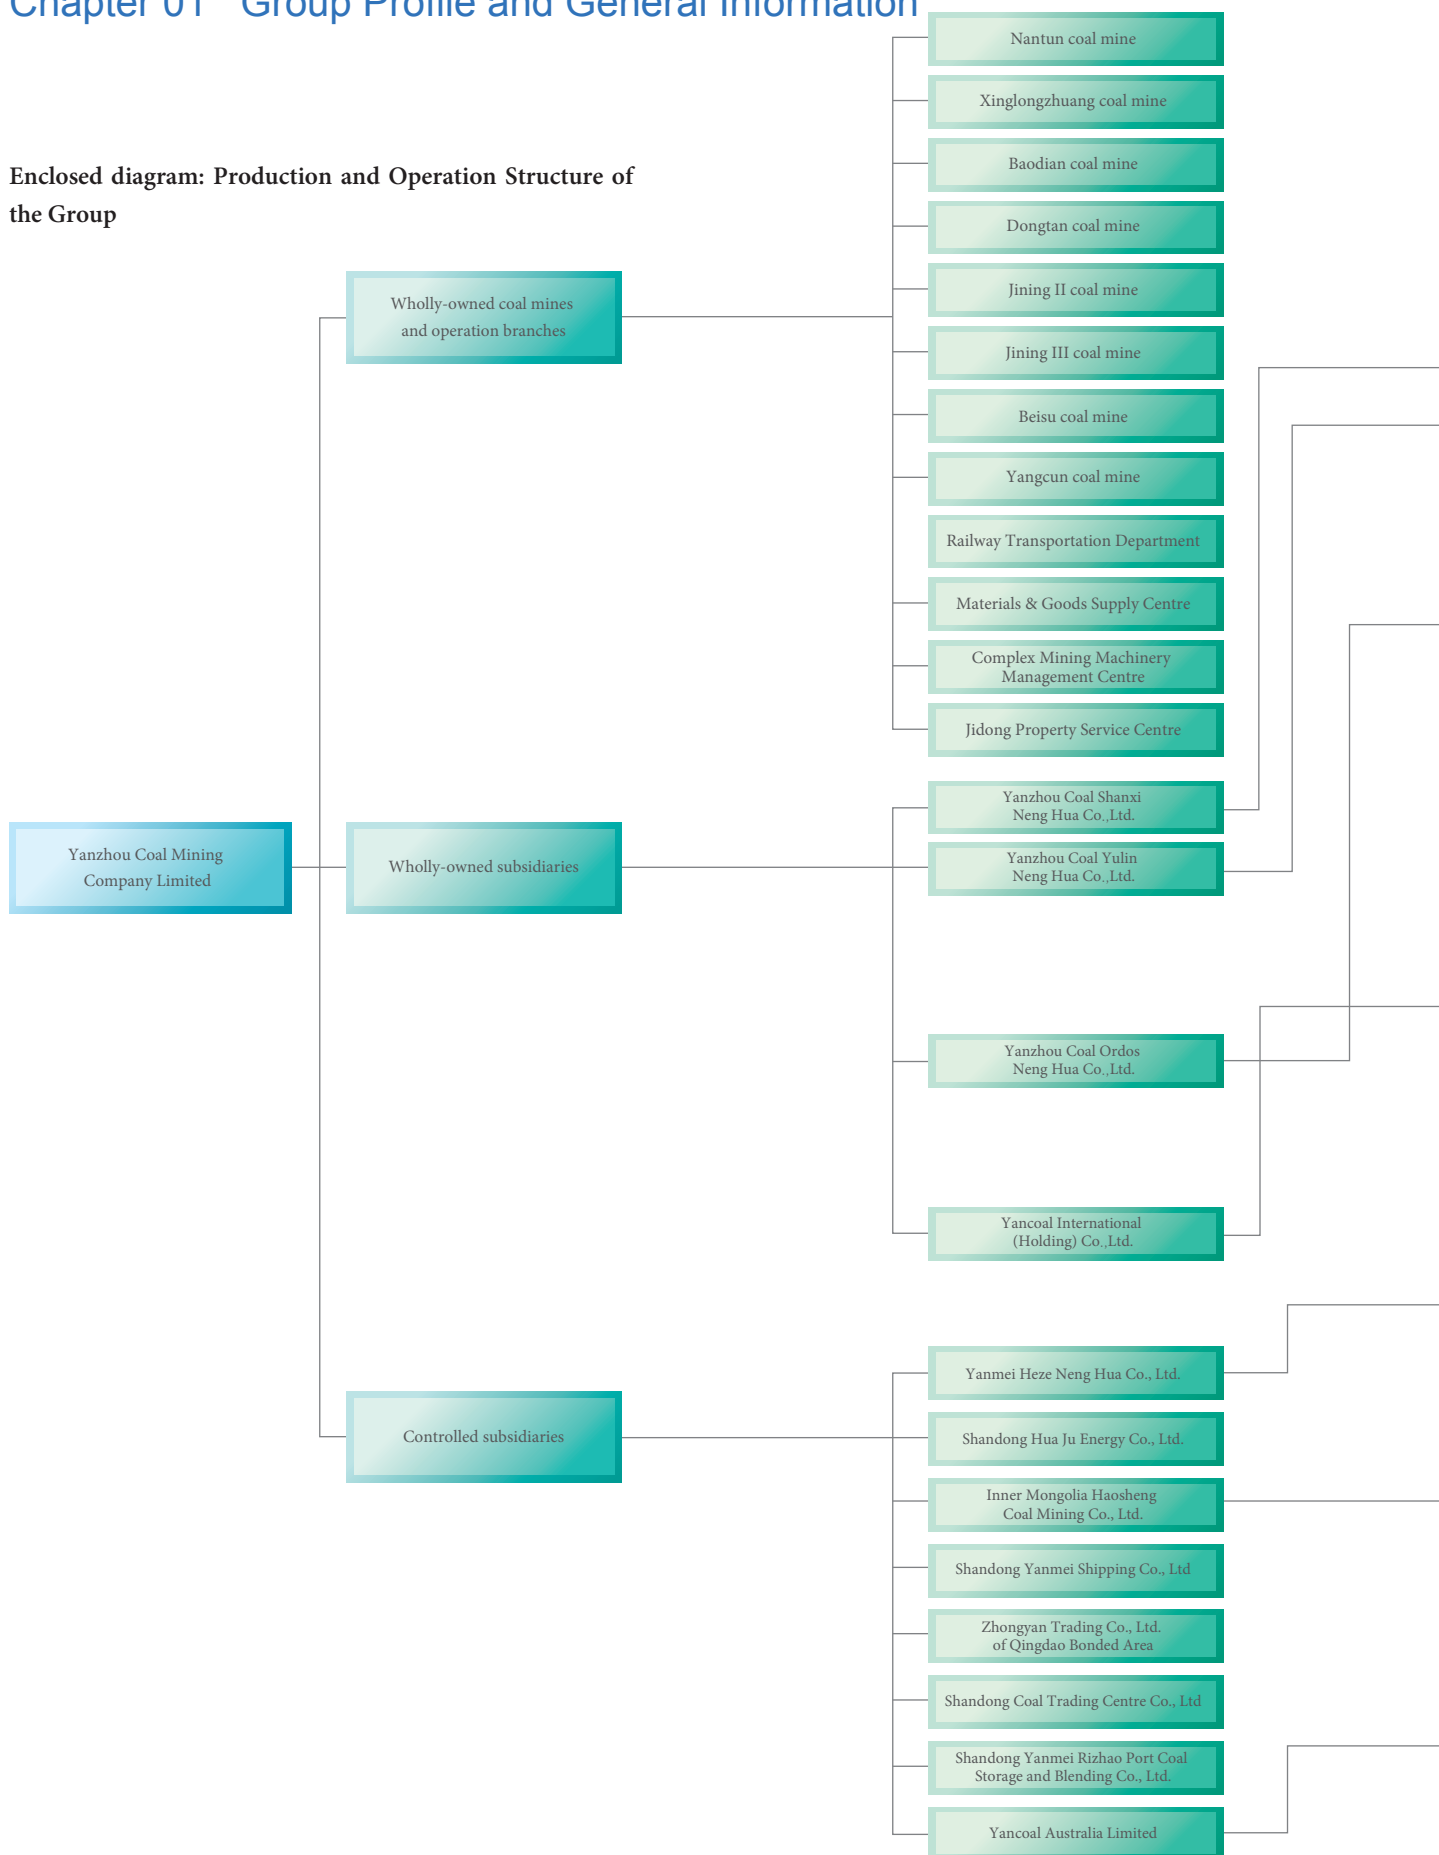 Chapter 01 Group Profile and General Information
Enclosed diagram: Production and Operation Structure of
the Group
Yanzhou Coal Mining
Company Limited
Wholly-owned coal mines
and operation branches
Nantun coal mine
Xinglongzhuang coal mine
Baodian coal mine
Dongtan coal mine
Jining II coal mine
Jining III coal mine
Beisu coal mine
Yangcun coal mine
Railway Transportation Department
Materials & Goods Supply Centre
Complex Mining Machinery
Management Centre
Jidong Property Service Centre
Wholly-owned subsidiaries
Yanzhou Coal Shanxi
Neng Hua Co.,Ltd.
Yanzhou Coal Yulin
Neng Hua Co.,Ltd.
Yanzhou Coal Ordos
Neng Hua Co.,Ltd.
Yancoal International
(Holding) Co.,Ltd.
Controlled subsidiaries
Yanmei Heze Neng Hua Co., Ltd.
Shandong Hua Ju Energy Co., Ltd.
Inner Mongolia Haosheng
Coal Mining Co., Ltd.
Shandong Yanmei Shipping Co., Ltd
Zhongyan Trading Co., Ltd.
of Qingdao Bonded Area
Shandong Coal Trading Centre Co., Ltd
Shandong Yanmei Rizhao Port Coal
Storage and Blending Co., Ltd.
Yancoal Australia Limited